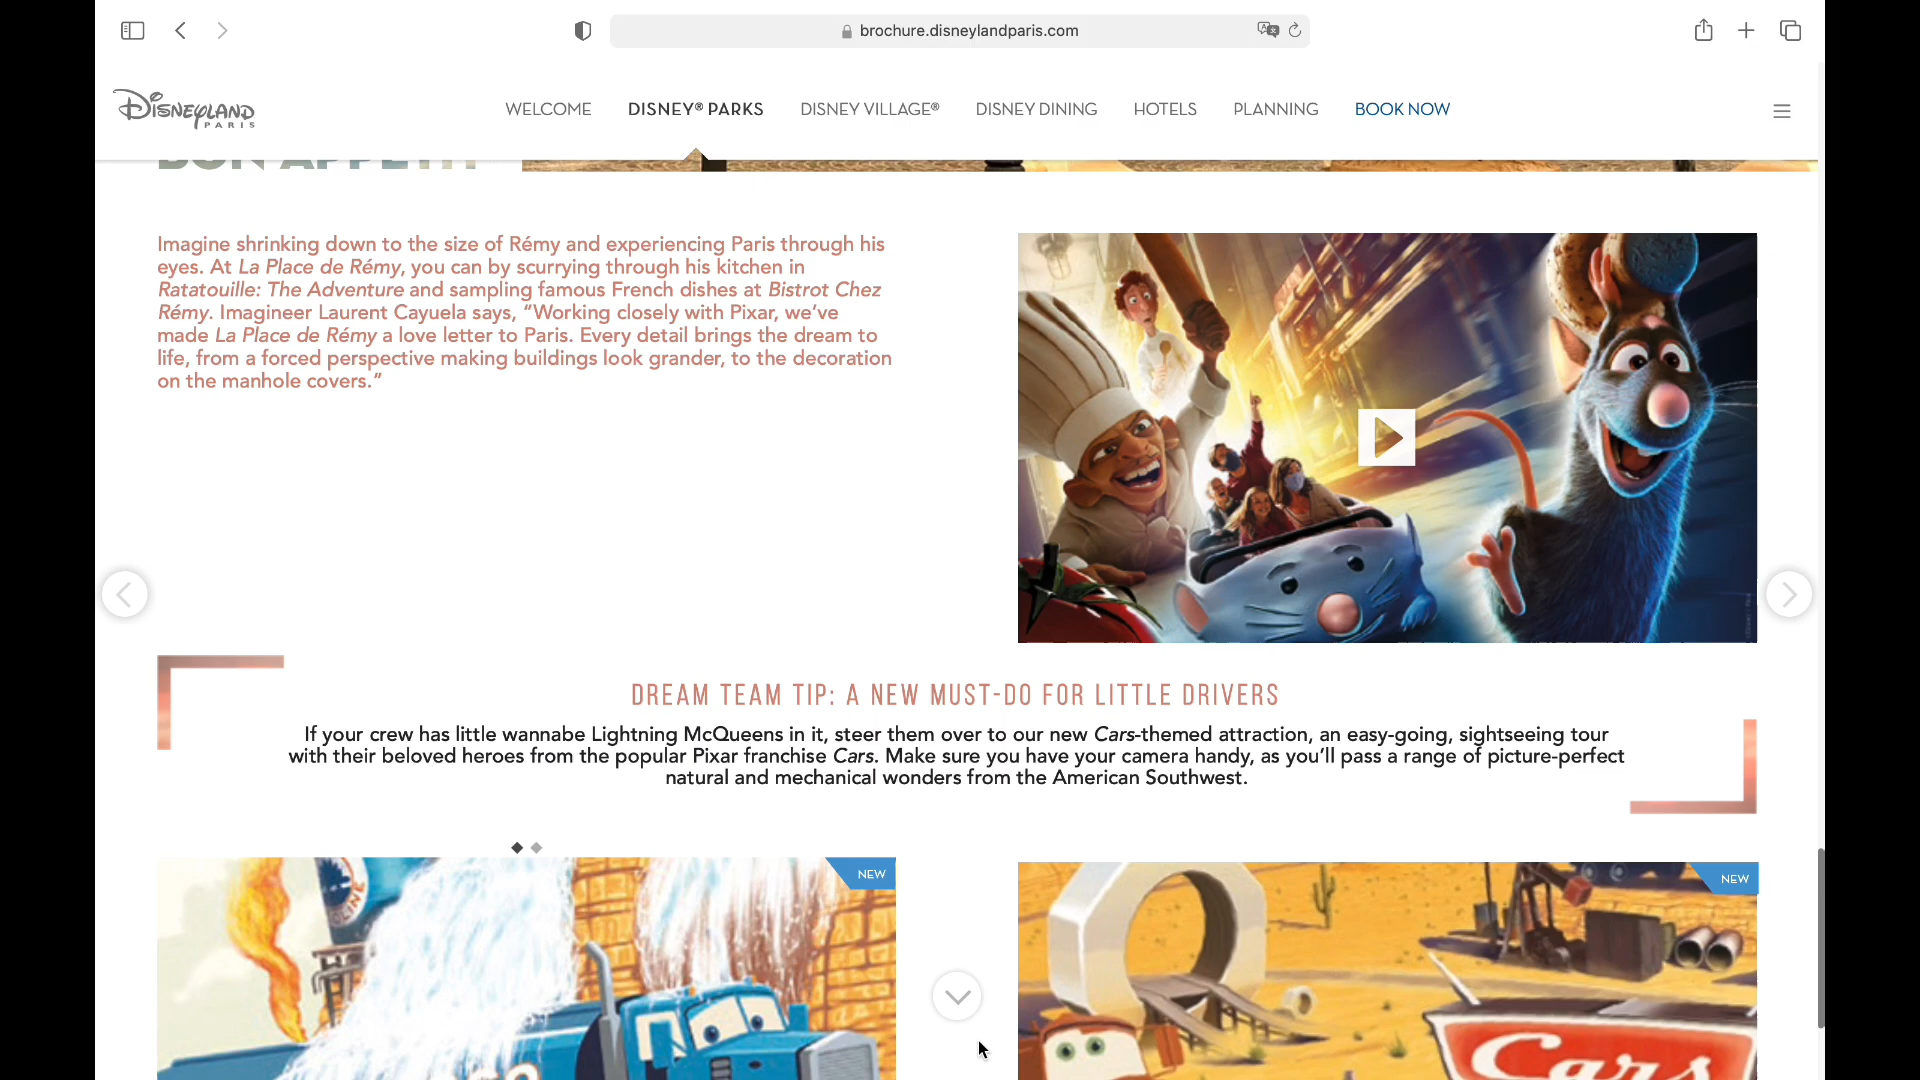 brochure.disneylandparis.com
DISNEYLAND
PARIS
WELCOME
DISNEY® PARKS
DISNEY VILLAGE®
DISNEY DINING
HOTELS
PLANNING
BOOK NOW
Imagine shrinking down to the size of Rémy and experiencing Paris through his
eyes. At La Place de Rémy, you can by scurrying through his kitchen in
Ratatouille: The Adventure and sampling famous French dishes at Bistrot Chez
Rémy. Imagineer Laurent Cayuela says, “Working closely with Pixar, we’ve
made La Place de Rémy a love letter to Paris. Every detail brings the dream to
life, from a forced perspective making buildings look grander, to the decoration
on the manhole covers.”
DREAM TEAM TIP: A NEW MUST-DO FOR LITTLE DRIVERS
If your crew has little wannabe Lightning McQueens in it, steer them over to our new Cars-themed attraction, an easy-going, sightseeing tour
with their beloved heroes from the popular Pixar franchise Cars. Make sure you have your camera handy, as you’ll pass a range of picture-perfect
natural and mechanical wonders from the American Southwest.
NEW
NEW
Cars